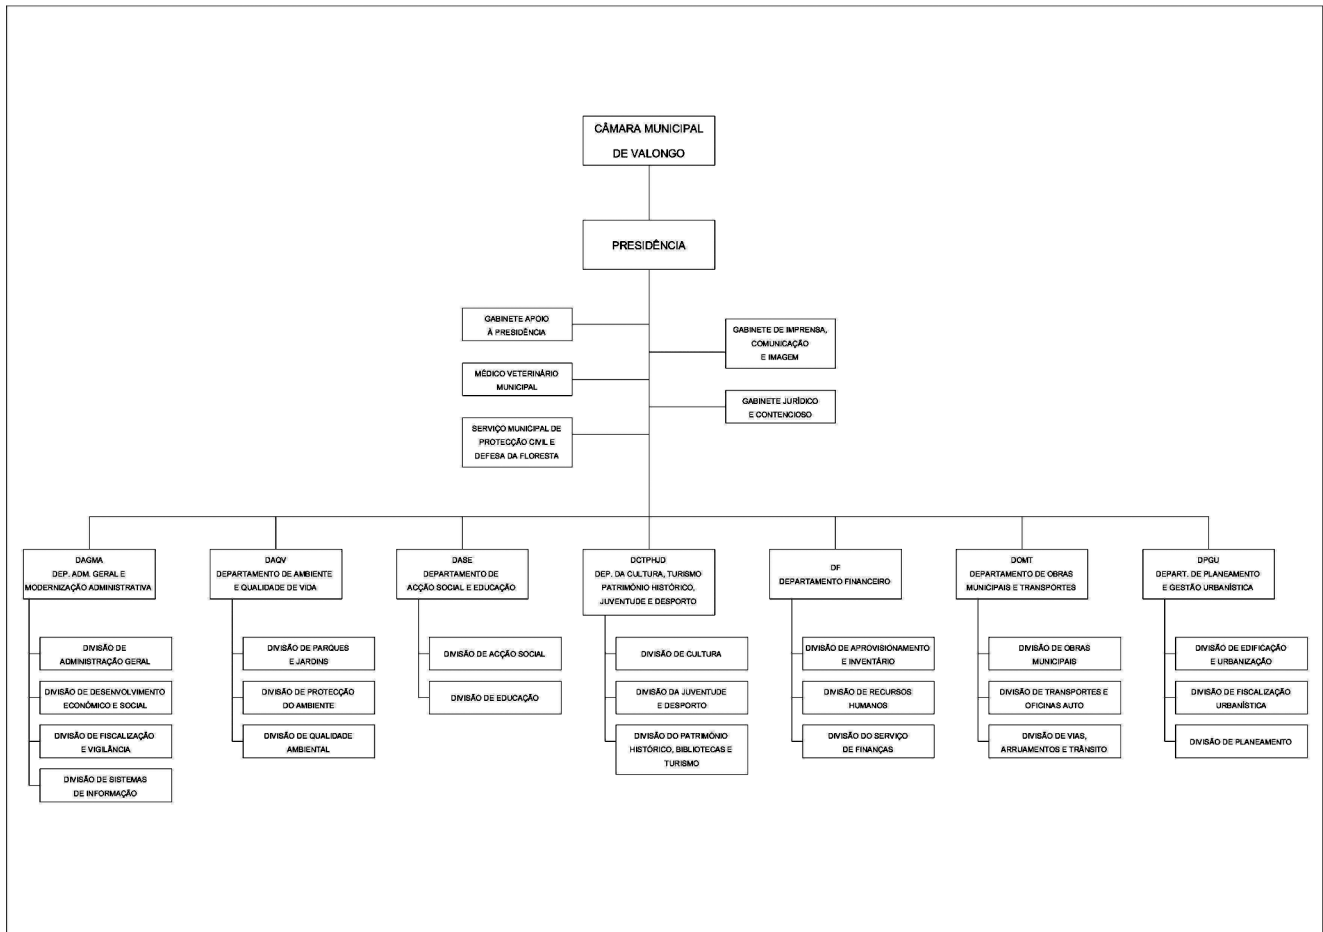 CÂMARA MUNICIPAL
DE VALONGO
PRESIDÊNCIA
GABINETE APOIO
À PRESIDÊNCIA
GABINETE DE IMPRENSA,
COMUNICAÇÃO
E IMAGEM
MÉDICO VETERINÁRIO
MUNICIPAL
GABINETE JURÍDICO
E CONTENCIOSO
SERVIÇO MUNICIPAL DE
PROTECÇÃO CIVIL E
DEFESA DA FLORESTA
DAGMA
DEP. ADM. GERAL E
MODERNIZAÇÃO ADMINISTRATIVA
DIVISÃO DE
ADMINISTRAÇÃO GERAL
DIVISÃO DE DESENVOLVIMENTO
ECONÓMICO E SOCIAL
DIVISÃO DE FISCALIZAÇÃO
E VIGILÂNCIA
DIVISÃO DE SISTEMAS
DE INFORMAÇÃO
DAQV
DEPARTAMENTO DE AMBIENTE
E QUALIDADE DE VIDA
DIVISÃO DE PARQUES
E JARDINS
DIVISÃO DE PROTECÇÃO
DO AMBIENTE
DIVISÃO DE QUALIDADE
AMBIENTAL
DASE
DEPARTAMENTO DE
ACÇÃO SOCIAL E EDUCAÇÃO
DIVISÃO DE ACÇÃO SOCIAL
DIVISÃO DE EDUCAÇÃO
DCTPHJD
DEP. DA CULTURA, TURISMO
PATRIMÓNIO HISTÓRICO,
JUVENTUDE E DESPORTO
DIVISÃO DE CULTURA
DIVISÃO DA JUVENTUDE
E DESPORTO
DIVISÃO DO PATRIMÓNIO
HISTÓRICO, BIBLIOTECAS E
TURISMO
DF
DEPARTAMENTO FINANCEIRO
DIVISÃO DE APROVISIONAMENTO
E INVENTÁRIO
DIVISÃO DE RECURSOS
HUMANOS
DIVISÃO DO SERVIÇO
DE FINANÇAS
DOMT
DEPARTAMENTO DE OBRAS
MUNICIPAIS E TRANSPORTES
DIVISÃO DE OBRAS
MUNICIPAIS
DIVISÃO DE TRANSPORTES E
OFICINAS AUTO
DIVISÃO DE VIAS,
ARRUAMENTOS E TRÂNSITO
DPGU
DEPART. DE PLANEAMENTO
E GESTÃO URBANÍSTICA
DIVISÃO DE EDIFICAÇÃO
E URBANIZAÇÃO
DIVISÃO DE FISCALIZAÇÃO
URBANÍSTICA
DIVISÃO DE PLANEAMENTO